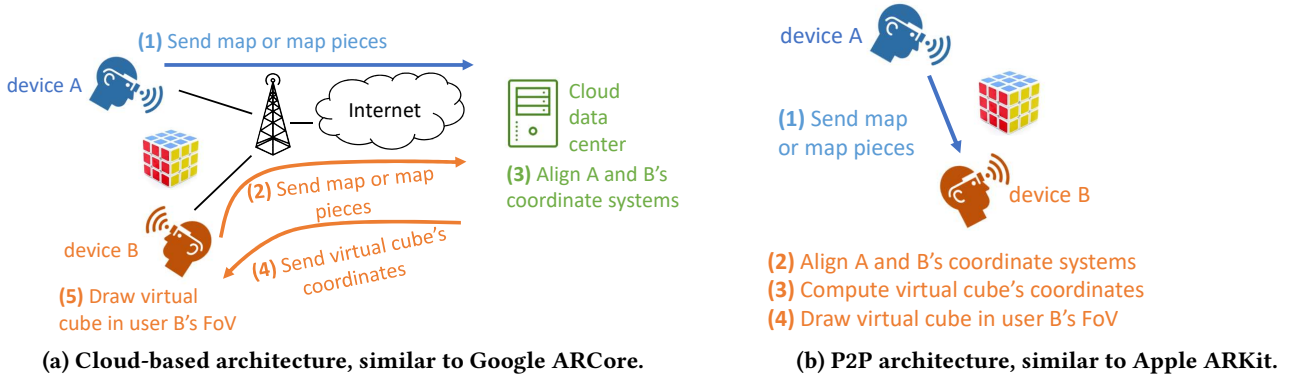 (1) Send map or map pieces
device A
Internet
Cloud
data
center
(2) Send map or map
pieces
(3) Align A and B's
coordinate systems
device B
(4) Send virtual cube's
coordinates
(5) Draw virtual
cube in user B's FoV
(a) Cloud-based architecture, similar to Google ARCore.
device A
(1) Send map
or map pieces
device B
(2) Align A and B's coordinate systems
(3) Compute virtual cube's coordinates
(4) Draw virtual cube in user B's FoV
(b) P2P architecture, similar to Apple ARKit.